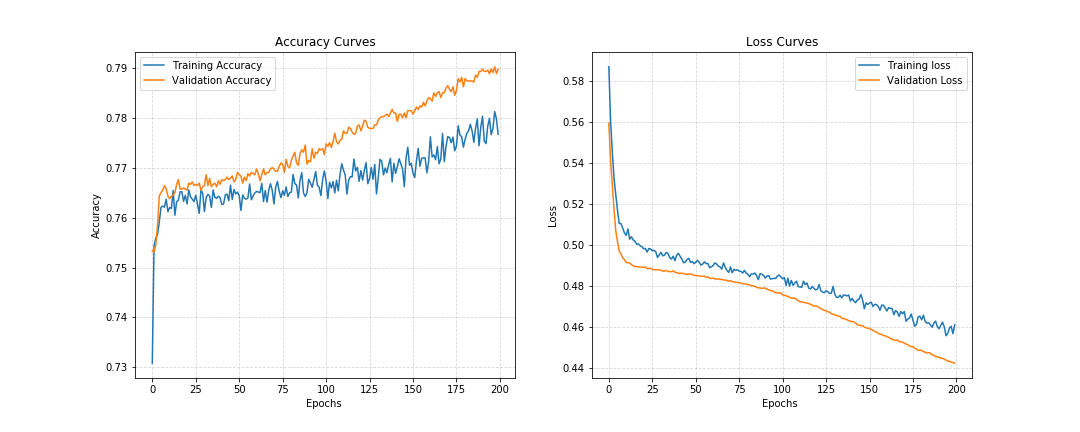 Accuracy Curves
Training Accuracy
Validation Accuracy
0.79
0.78
0.77
0.76
0.75
0.74
0.73
Accuracy
0 25 50 75 100 125 150 175 200
Epochs
Loss Curves
Training loss
Validation Loss
0.58
0.56
0.54
0.52
0.50
0.48
0.46
0.44
Loss
0 25 50 75 100 125 150 175 200
Epochs